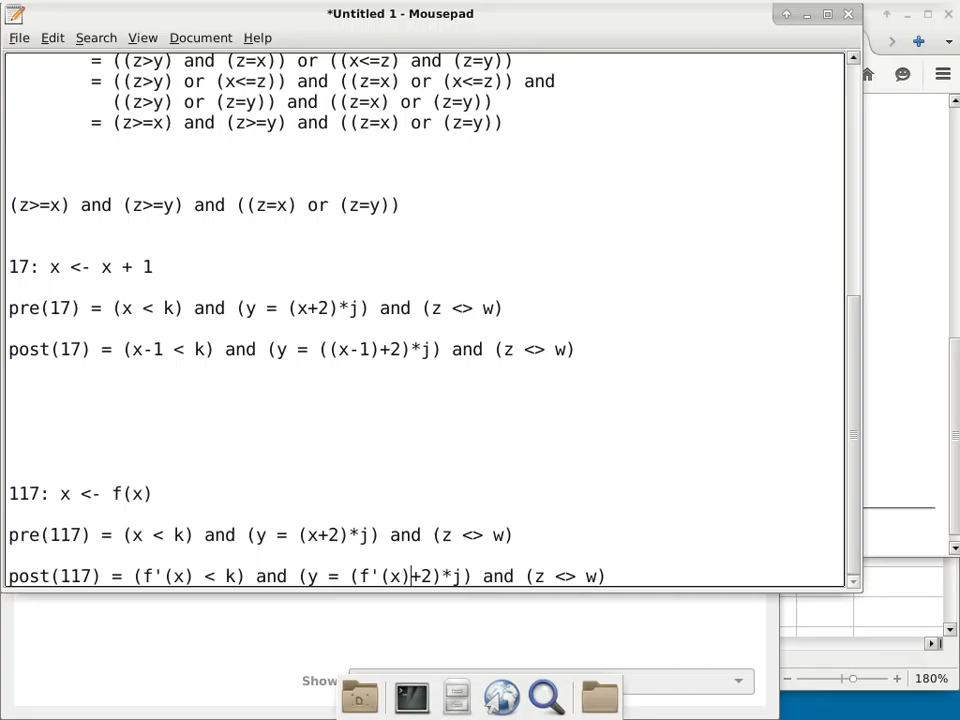 *Untitled 1 - Mousepad
File Edit Search View Document Help
= ((z>y) and (z=x)) or ((x<=z) and (z=y))
= ((z>y) or (x<=z)) and ((z=x) or (x<=z)) and
((z>y) or (z=y)) and ((z=x) or (z=y))
= (z>=x) and (z>=y) and ((z=x) or (z=y))
(z>=x) and (z>=y) and ((z=x) or (z=y))
17: x <- x + 1
pre(17) = (x < k) and (y = (x+2)*j) and (z <> w)
post(17) = (x-1 < k) and (y = ((x-1)+2)*j) and (z <> w)
117: x <- f(x)
pre(117) = (x < k) and (y = (x+2)*j) and (z <> w)
post(117) = (f'(x) < k) and (y = (f'(x)+2)*j) and (z <> w)
Show
180%